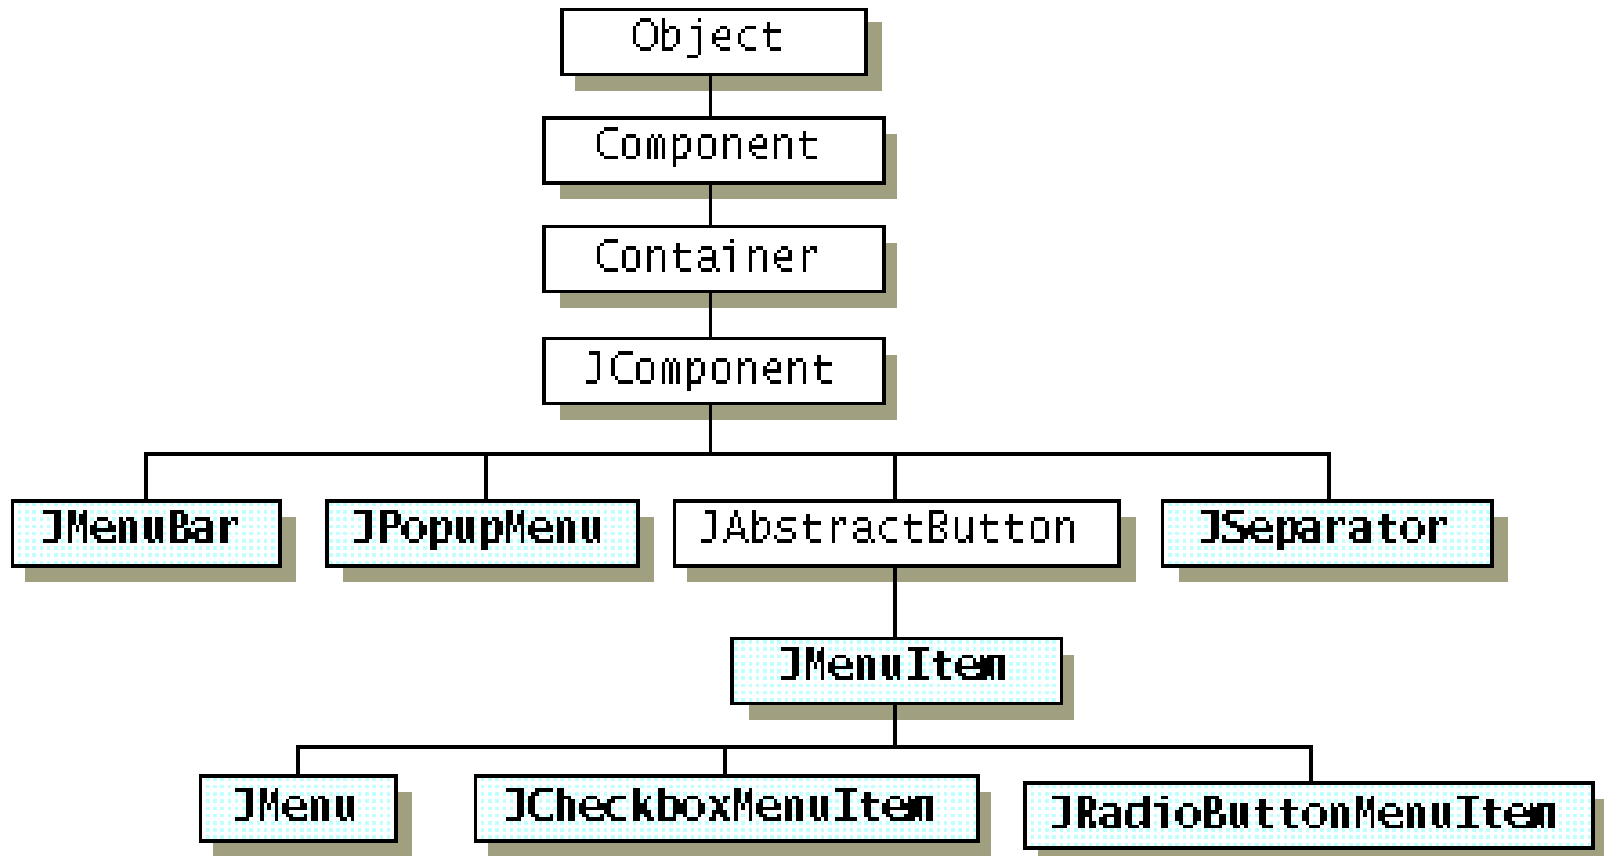 Object
Component
Container
JComponent
JMenuBar
JPopupMenu
JAbstractButton
JSeparator
JMenuItem
JMenu
JCheckboxMenuItem
JRadioButtonMenuItem